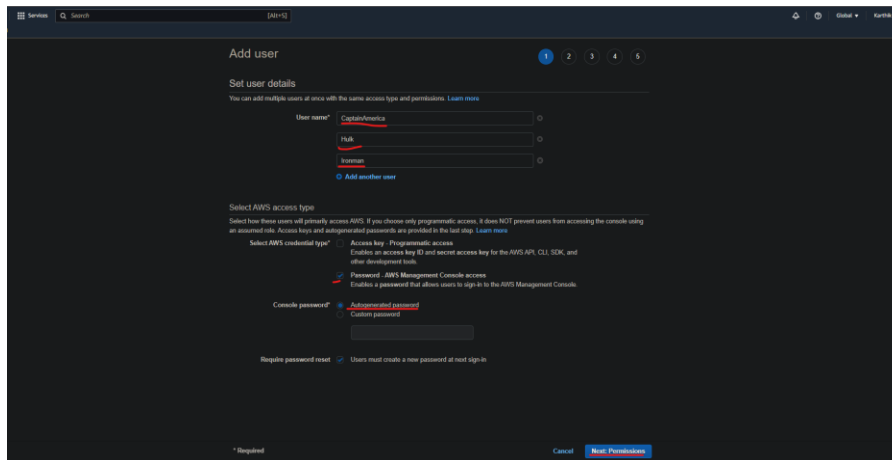 Services Search [Alt+S] Global Karthik
Add user 1 2 3 4 5
Set user details
You can add multiple users at once with the same access type and permissions. Learn more
User name* CaptainAmerica
Hulk
Ironman
Add another user
Select AWS access type
Select how these users will primarily access AWS. If you choose only programmatic access, it does NOT prevent users from accessing the console using
an assumed role. Access keys and autogenerated passwords are provided in the last step. Learn more
Select AWS credential type* Access key - Programmatic access
Enables an access key ID and secret access key for the AWS API, CLI, SDK, and
other development tools.
Password - AWS Management Console access
Enables a password that allows users to sign-in to the AWS Management Console.
Console password* Autogenerated password
Custom password
Require password reset Users must create a new password at next sign-in
* Required Cancel Next: Permissions